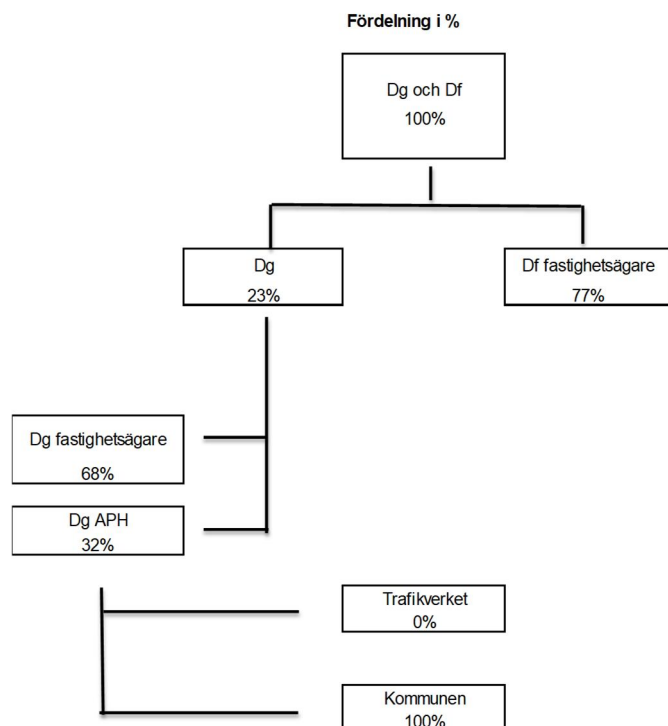 Fördelning i %
Dg och Df
100%
Dg
23%
Df fastighetsägare
77%
Dg fastighetsägare
68%
Dg APH
32%
Trafikverket
0%
Kommunen
100%